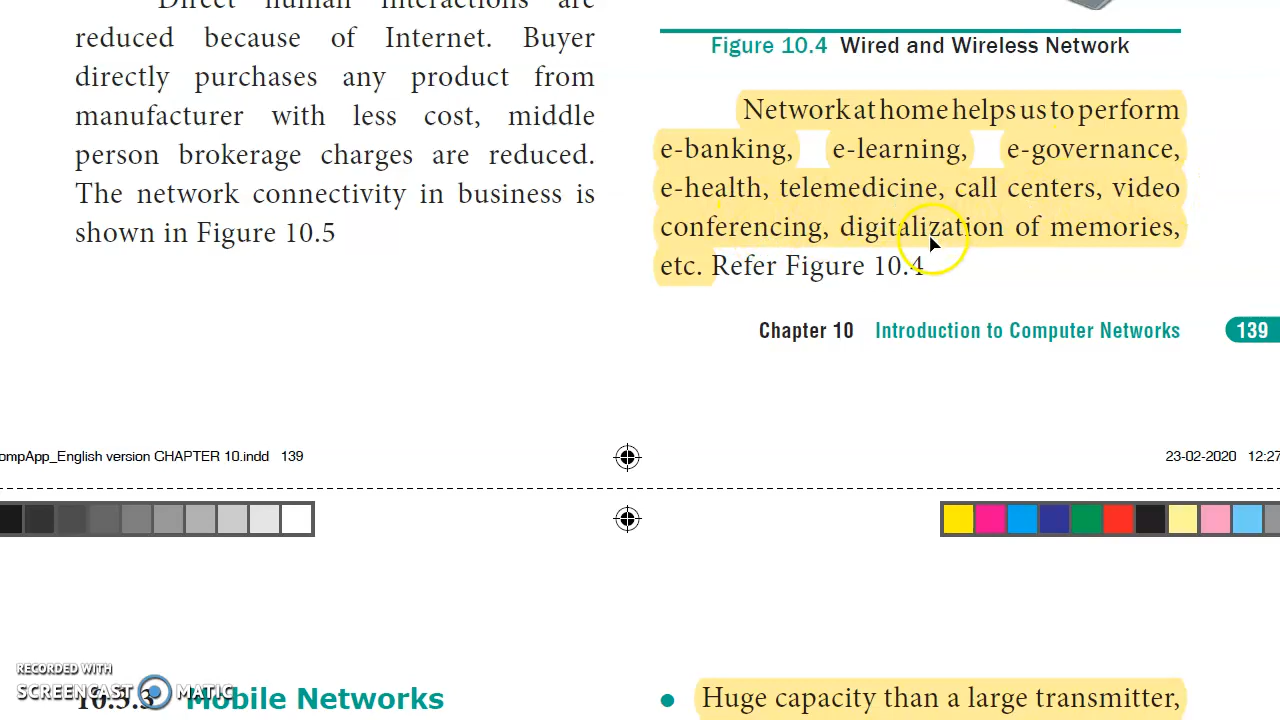 Direct human interactions are
reduced because of Internet. Buyer
directly purchases any product from
manufacturer with less cost, middle
person brokerage charges are reduced.
The network connectivity in business is
shown in Figure 10.5
Figure 10.4 Wired and Wireless Network
Network at home helps us to perform
e-banking, e-learning, e-governance,
e-health, telemedicine, call centers, video
conferencing, digitalization of memories,
etc. Refer Figure 10.4
Chapter 10 Introduction to Computer Networks 139
ompApp_English version CHAPTER 10.indd 139
23-02-2020 12:27
10.5.3 Mobile Networks
Huge capacity than a large transmitter,
RECORDED WITH
SCREENCAST MATIC